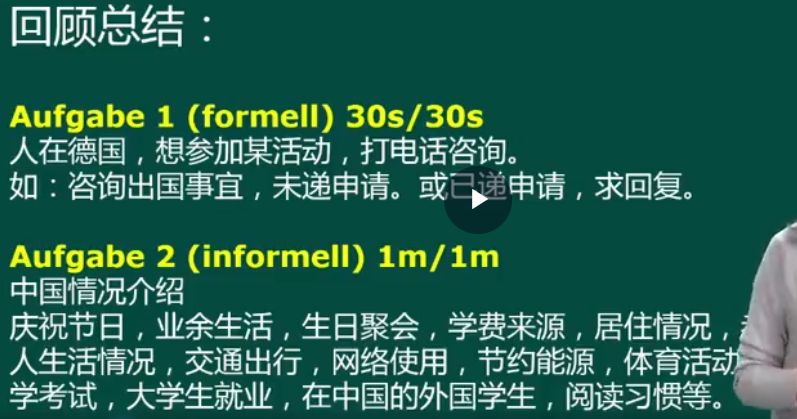 回顾总结：
Aufgabe 1 (formell) 30s/30s
人在德国，想参加某活动，打电话咨询。
如：咨询出国事宜，未递申请。或已递申请，求回复。
Aufgabe 2 (informell) 1m/1m
中国情况介绍
庆祝节日，业余生活，生日聚会，学费来源，居住情况，
人生活情况，交通出行，网络使用，节约能源，体育活动
学考试，大学生就业，在中国的外国学生，阅读习惯等。